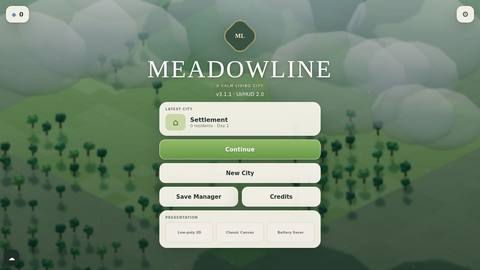 0
ML
MEADOWLINE
A CALM LIVING CITY
v3.1.1 · UI/HUD 2.0
LATEST CITY
Settlement
0 residents · Day 1
Continue
New City
Save Manager
Credits
PRESENTATION
Low-poly 3D
Classic Canvas
Battery Saver